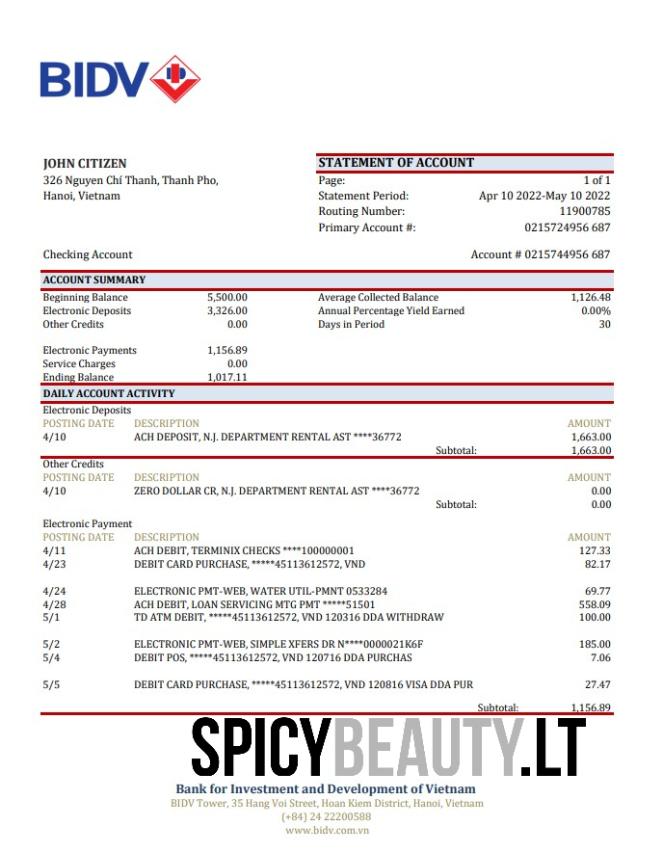 BIDV
JOHN CITIZEN
326 Nguyen Chí Thanh, Thanh Pho,
Hanoi, Vietnam
STATEMENT OF ACCOUNT
Page: 1 of 1
Statement Period: Apr 10 2022-May 10 2022
Routing Number: 11900785
Primary Account #: 0215724956 687
Checking Account Account # 0215744956 687
ACCOUNT SUMMARY
Beginning Balance 5,500.00 Average Collected Balance 1,126.48
Electronic Deposits 3,326.00 Annual Percentage Yield Earned 0.00%
Other Credits 0.00 Days in Period 30
Electronic Payments 1,156.89
Service Charges 0.00
Ending Balance 1,017.11
DAILY ACCOUNT ACTIVITY
Electronic Deposits
POSTING DATE DESCRIPTION AMOUNT
4/10 ACH DEPOSIT, N.J. DEPARTMENT RENTAL AST ****36772 1,663.00
Subtotal: 1,663.00
Other Credits
POSTING DATE DESCRIPTION AMOUNT
4/10 ZERO DOLLAR CR, N.J. DEPARTMENT RENTAL AST ****36772 0.00
Subtotal: 0.00
Electronic Payment
POSTING DATE DESCRIPTION AMOUNT
4/11 ACH DEBIT, TERMINIX CHECKS ****100000001 127.33
4/23 DEBIT CARD PURCHASE, *****45113612572, VND 82.17
4/24 ELECTRONIC PMT-WEB, WATER UTIL-PMNT 0533284 69.77
4/28 ACH DEBIT, LOAN SERVICING MTG PMT *****51501 558.09
5/1 TD ATM DEBIT, *****45113612572, VND 120316 DDA WITHDRAW 100.00
5/2 ELECTRONIC PMT-WEB, SIMPLE XFERS DR N****0000021K6F 185.00
5/4 DEBIT POS, *****45113612572, VND 120716 DDA PURCHAS 7.06
5/5 DEBIT CARD PURCHASE, *****45113612572, VND 120816 VISA DDA PUR 27.47
Subtotal: 1,156.89
SPICYBEAUTY.LT
Bank for Investment and Development of Vietnam
BIDV Tower, 35 Hang Voi Street, Hoan Kiem District, Hanoi, Vietnam
(+84) 24 22200588
www.bidv.com.vn